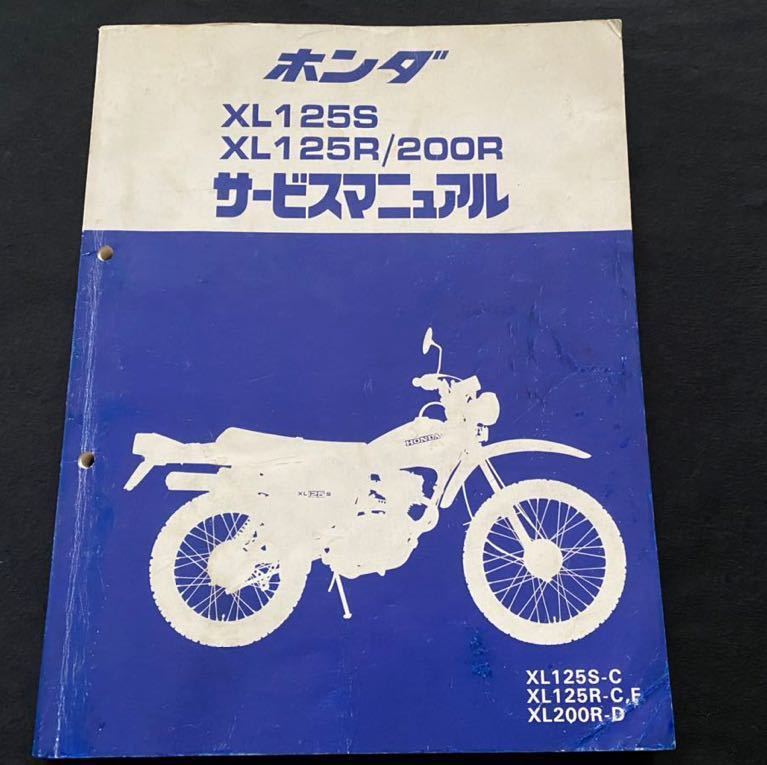 ホンダ
XL125S
XL125R/200R
サービスマニュアル
HONDA
XL125S
XL125S-C
XL125R-C,F
XL200R-D